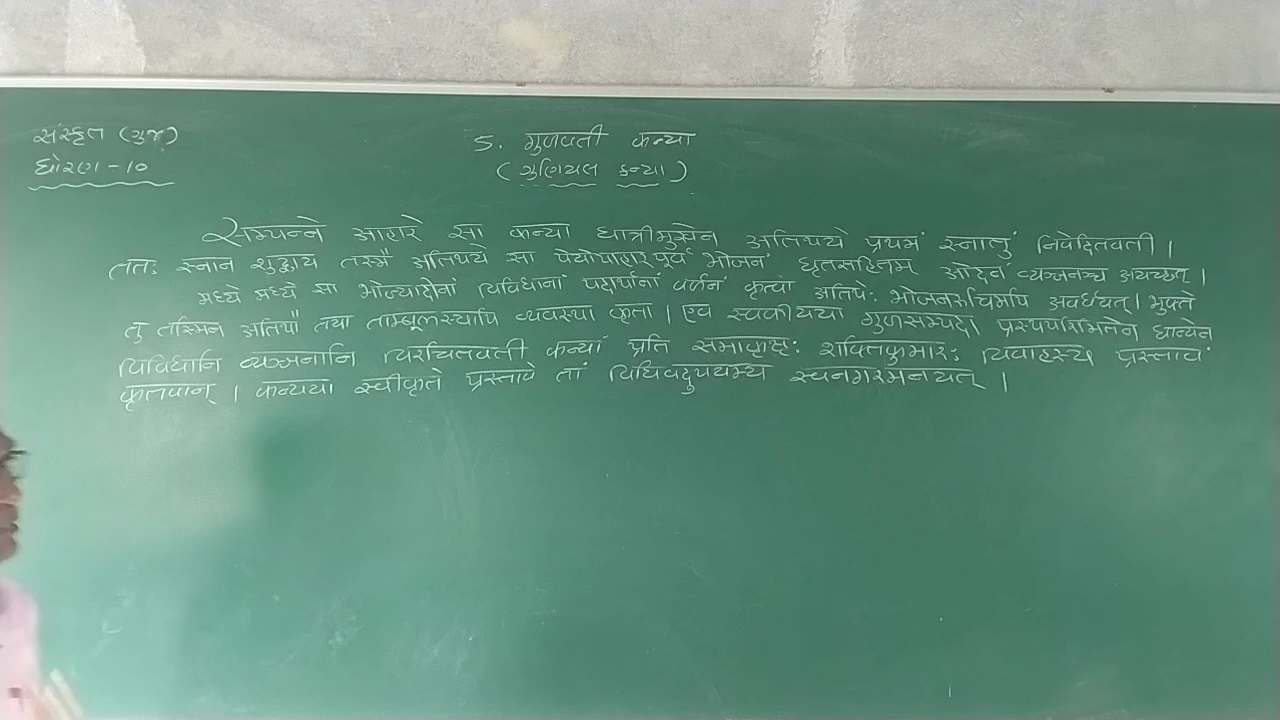 સંસ્કૃત (ગુજ)
ધોરણ - 10
5. गुणवती कन्या
(ગુણિયલ કન્યા)
सम्पन्ने आहारे सा कन्या धात्रीमुखेन अतिथये प्रथमं स्नातुं निवेदितवती।
ततः स्नान शुद्धाय तस्मै अतिथये सा पेयोपाहारपूर्वं भोजनं घृतसहितम् ओदनं व्यञ्जनञ्च अयच्छत्।
मध्ये मध्ये सा भोज्यादीनां विविधानां पदार्थानां वर्णनं कृत्वा अतिथेः भोजनरुचिमपि अवर्धयत्। भुक्ते
तु तस्मिन् अतिथौ तया ताम्बूलस्यापि व्यवस्था कृता। एवं स्वकीयया गुणसम्पदा प्रस्थपरिमितेन धान्येन
विविधानि व्यञ्जनानि विरचितवतीं कन्यां प्रति समाकृष्टः शक्तिकुमारः विवाहस्य प्रस्तावं
कृतवान्। कन्यया स्वीकृते प्रस्तावे तां विधिवदुपयम्य स्वनगरमनयत्।